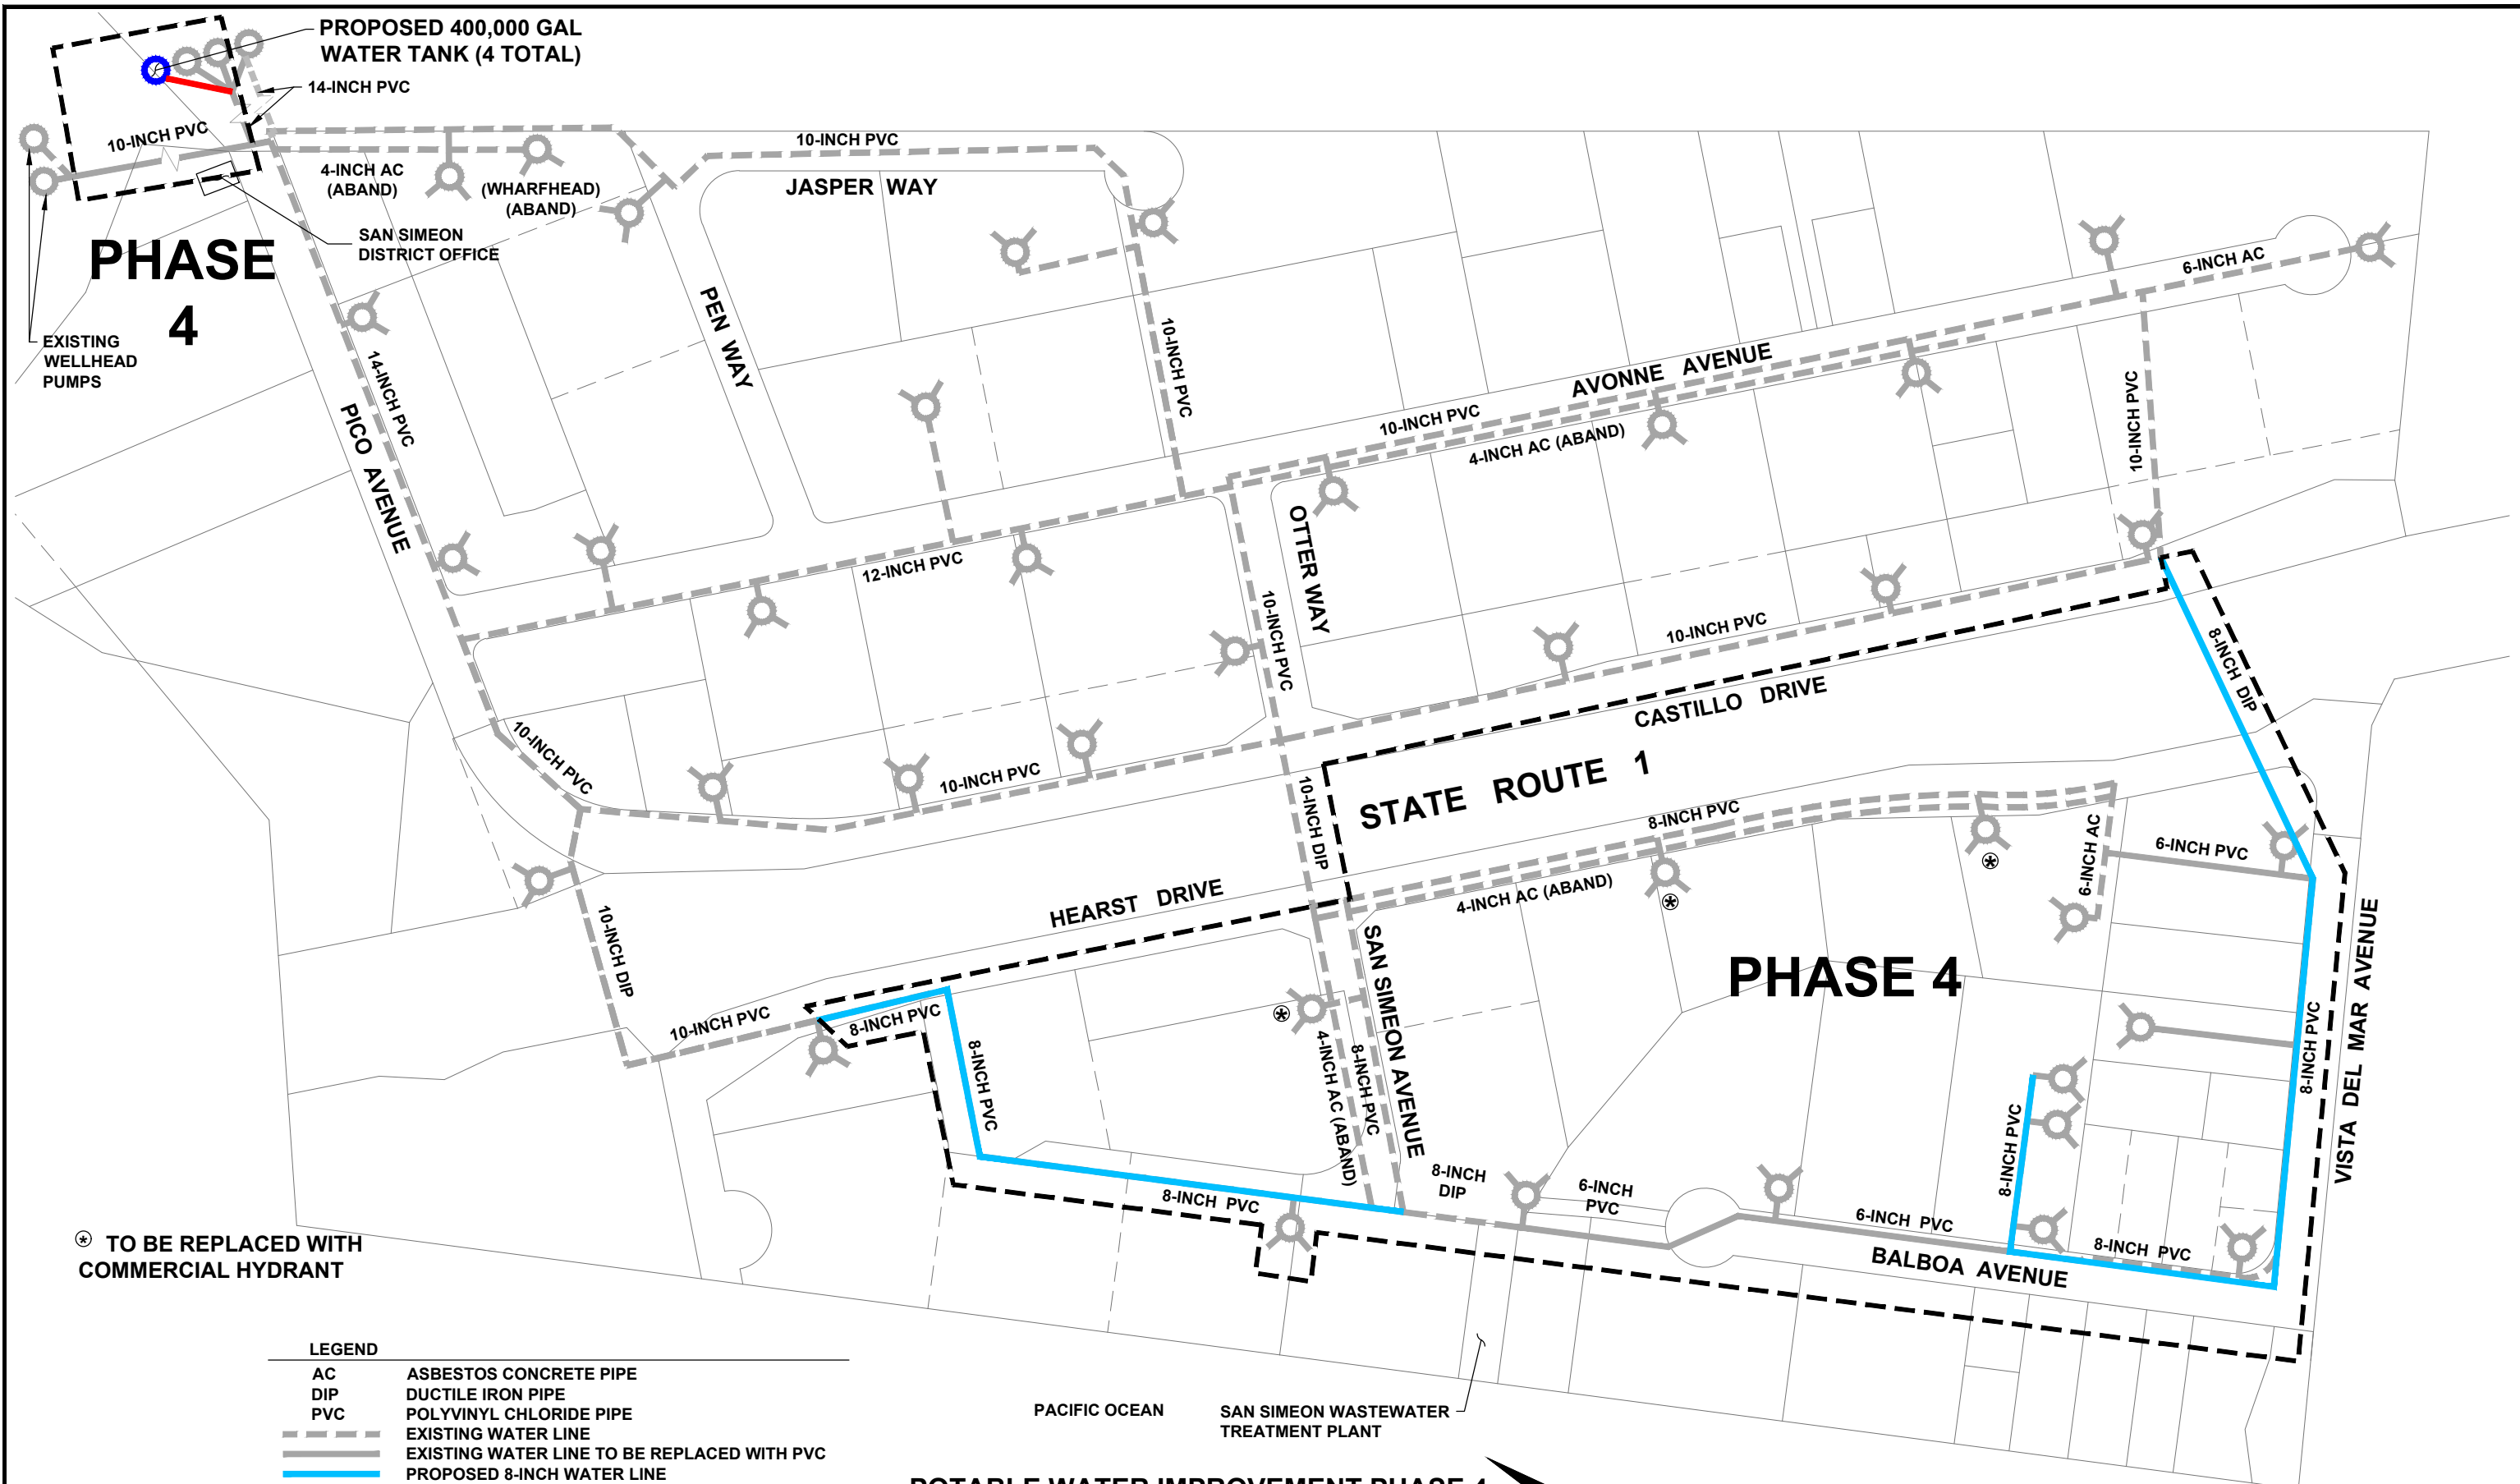 PROPOSED 400,000 GAL
WATER TANK (4 TOTAL)
14-INCH PVC
10-INCH PVC
10-INCH PVC
4-INCH AC
(ABAND)
(WHARFHEAD)
(ABAND)
JASPER WAY
SAN SIMEON
DISTRICT OFFICE
PHASE
4
EXISTING
WELLHEAD
PUMPS
PEN WAY
6-INCH AC
14-INCH PVC
PICO AVENUE
10-INCH PVC
AVONNE AVENUE
10-INCH PVC
4-INCH AC (ABAND)
10-INCH PVC
12-INCH PVC
OTTER WAY
10-INCH PVC
10-INCH PVC
8-INCH DIP
CASTILLO DRIVE
10-INCH PVC
10-INCH PVC
10-INCH DIP
STATE ROUTE 1
8-INCH PVC
6-INCH AC
6-INCH PVC
HEARST DRIVE
4-INCH AC (ABAND)
10-INCH DIP
SAN SIMEON AVENUE
PHASE 4
VISTA DEL MAR AVENUE
10-INCH PVC
8-INCH PVC
8-INCH PVC
4-INCH AC (ABAND)
8-INCH PVC
8-INCH PVC
8-INCH PVC
8-INCH PVC
8-INCH
DIP
6-INCH
PVC
6-INCH PVC
8-INCH PVC
BALBOA AVENUE
* TO BE REPLACED WITH
COMMERCIAL HYDRANT
LEGEND
AC ASBESTOS CONCRETE PIPE
DIP DUCTILE IRON PIPE
PVC POLYVINYL CHLORIDE PIPE
EXISTING WATER LINE
EXISTING WATER LINE TO BE REPLACED WITH PVC
PROPOSED 8-INCH WATER LINE
PACIFIC OCEAN
SAN SIMEON WASTEWATER
TREATMENT PLANT
POTABLE WATER IMPROVEMENT PHASE 4